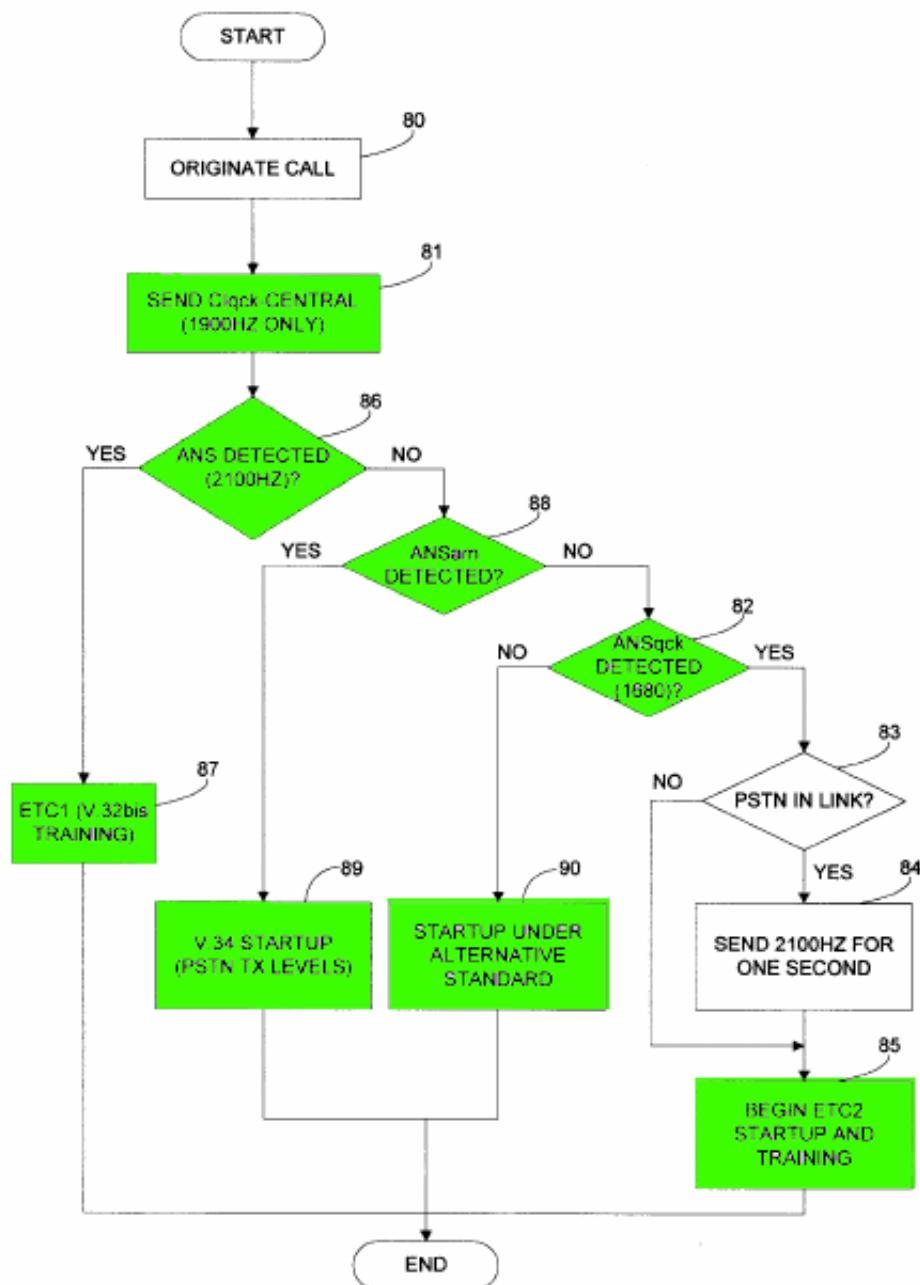 START
80
ORIGINATE CALL
81
SEND CIqck-CENTRAL
(1900HZ ONLY)
86
YES
ANS DETECTED
(2100HZ)?
NO
88
YES
ANSam
DETECTED?
NO
82
NO
ANSqck
DETECTED
(1680)?
YES
83
87
NO
PSTN IN LINK?
ETC1 (V.32bis
TRAINING)
YES
84
89
90
V.34 STARTUP
(PSTN TX LEVELS)
STARTUP UNDER
ALTERNATIVE
STANDARD
SEND 2100HZ FOR
ONE SECOND
85
BEGIN ETC2
STARTUP AND
TRAINING
END